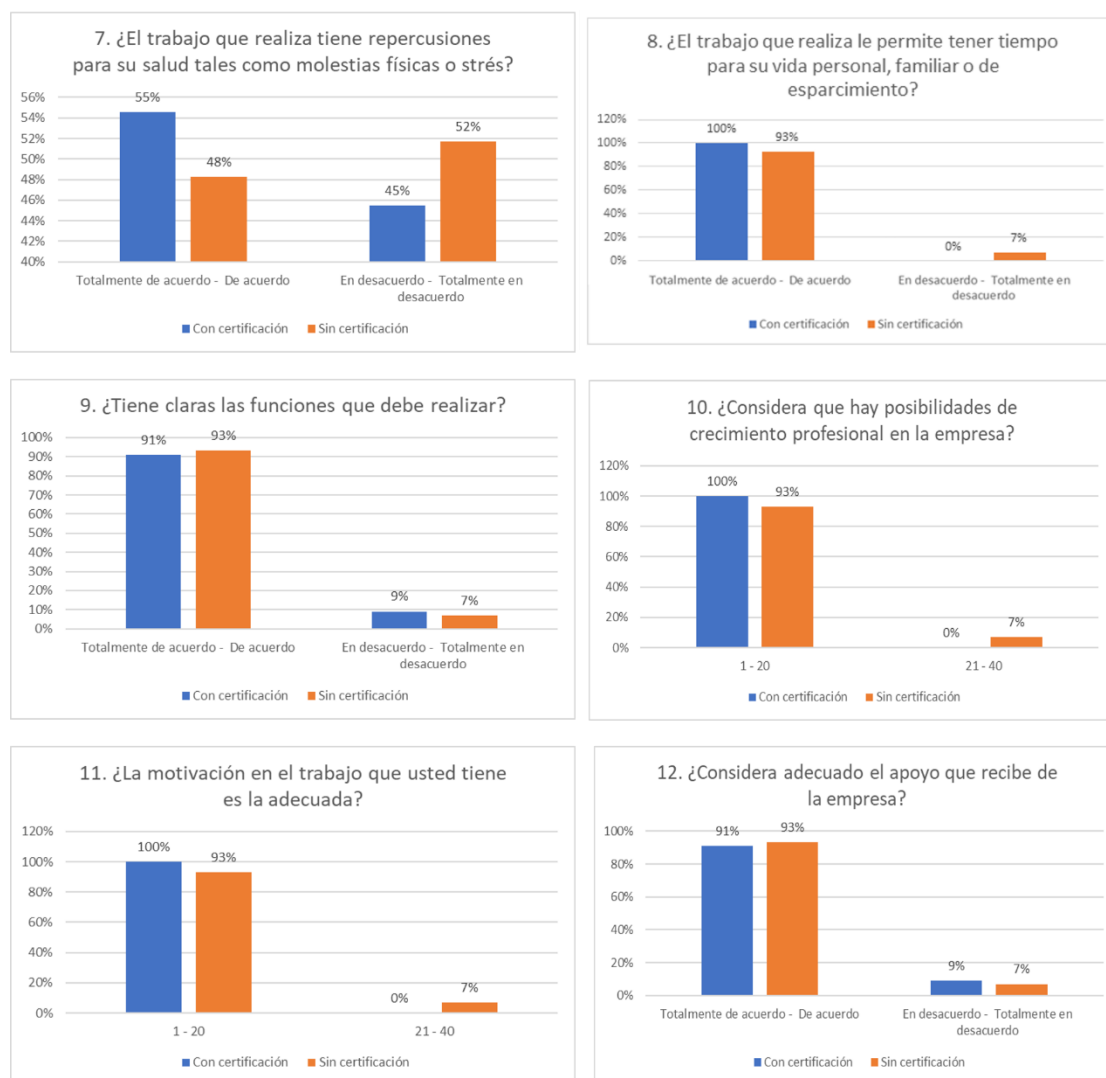 7. ¿El trabajo que realiza tiene repercusiones
para su salud tales como molestias físicas o strés?
56%
54%
52%
50%
48%
46%
44%
42%
40%
55%
48%
45%
52%
Totalmente de acuerdo - De acuerdo
En desacuerdo - Totalmente en
desacuerdo
Con certificación
Sin certificación
8. ¿El trabajo que realiza le permite tener tiempo
para su vida personal, familiar o de
esparcimiento?
120%
100%
80%
60%
40%
20%
0%
100%
93%
0%
7%
Totalmente de acuerdo - De acuerdo
En desacuerdo - Totalmente en
desacuerdo
Con certificación
Sin certificación
9. ¿Tiene claras las funciones que debe realizar?
100%
90%
80%
70%
60%
50%
40%
30%
20%
10%
0%
91%
93%
9%
7%
Totalmente de acuerdo - De acuerdo
En desacuerdo - Totalmente en
desacuerdo
Con certificación
Sin certificación
10. ¿Considera que hay posibilidades de
crecimiento profesional en la empresa?
120%
100%
80%
60%
40%
20%
0%
100%
93%
0%
7%
1 - 20
21 - 40
Con certificación
Sin certificación
11. ¿La motivación en el trabajo que usted tiene
es la adecuada?
120%
100%
80%
60%
40%
20%
0%
100%
93%
0%
7%
1 - 20
21 - 40
Con certificación
Sin certificación
12. ¿Considera adecuado el apoyo que recibe de
la empresa?
100%
80%
60%
40%
20%
0%
91%
93%
9%
7%
Totalmente de acuerdo - De acuerdo
En desacuerdo - Totalmente en
desacuerdo
Con certificación
Sin certificación